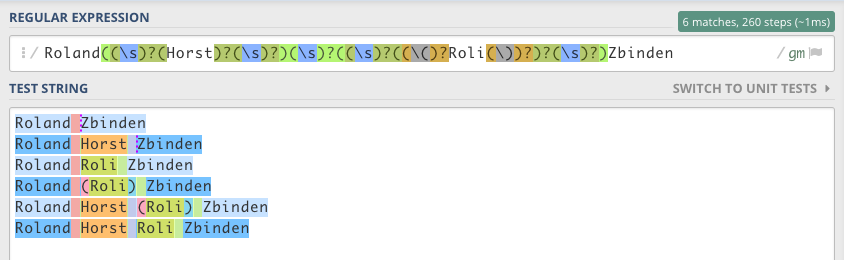 REGULAR EXPRESSION
6 matches, 260 steps (~1ms)
/ Roland((\s)?(Horst)?(\s)?)(\s)?((\s)?((\()?Roli(\))?)?(\s)?)Zbinden / gm
TEST STRING
SWITCH TO UNIT TESTS
Roland Zbinden
Roland Horst Zbinden
Roland Roli Zbinden
Roland (Roli) Zbinden
Roland Horst (Roli) Zbinden
Roland Horst Roli Zbinden